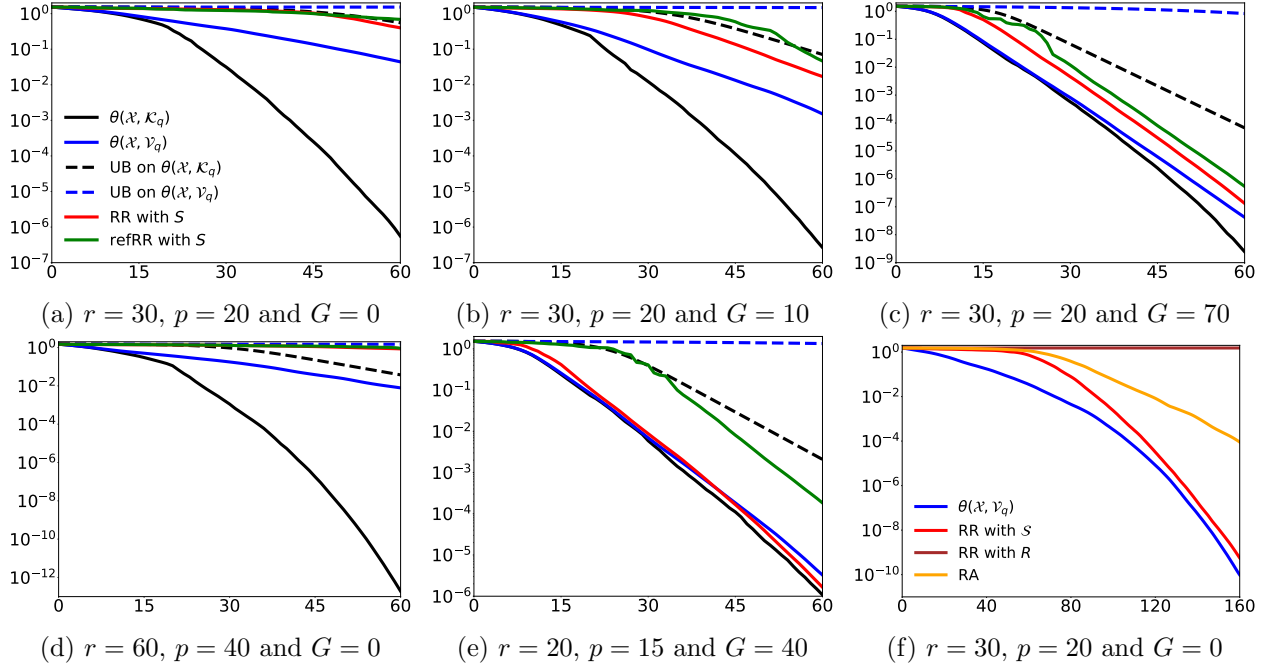 10^0
10^{-1}
10^{-2}
10^{-3}
10^{-4}
10^{-5}
10^{-6}
10^{-7}
0 15 30 45 60
θ(𝒳, 𝒦_q)
θ(𝒳, 𝒱_q)
UB on θ(𝒳, 𝒦_q)
UB on θ(𝒳, 𝒱_q)
RR with S
refRR with S
(a) r = 30, p = 20 and G = 0
10^0
10^{-1}
10^{-2}
10^{-3}
10^{-4}
10^{-5}
10^{-6}
10^{-7}
0 15 30 45 60
(b) r = 30, p = 20 and G = 10
10^0
10^{-1}
10^{-2}
10^{-3}
10^{-4}
10^{-5}
10^{-6}
10^{-7}
10^{-8}
10^{-9}
0 15 30 45 60
(c) r = 30, p = 20 and G = 70
10^0
10^{-2}
10^{-4}
10^{-6}
10^{-8}
10^{-10}
10^{-12}
0 15 30 45 60
(d) r = 60, p = 40 and G = 0
10^0
10^{-1}
10^{-2}
10^{-3}
10^{-4}
10^{-5}
10^{-6}
0 15 30 45 60
(e) r = 20, p = 15 and G = 40
10^0
10^{-2}
10^{-4}
10^{-6}
10^{-8}
10^{-10}
0 40 80 120 160
θ(𝒳, 𝒱_q)
RR with 𝒮
RR with R
RA
(f) r = 30, p = 20 and G = 0